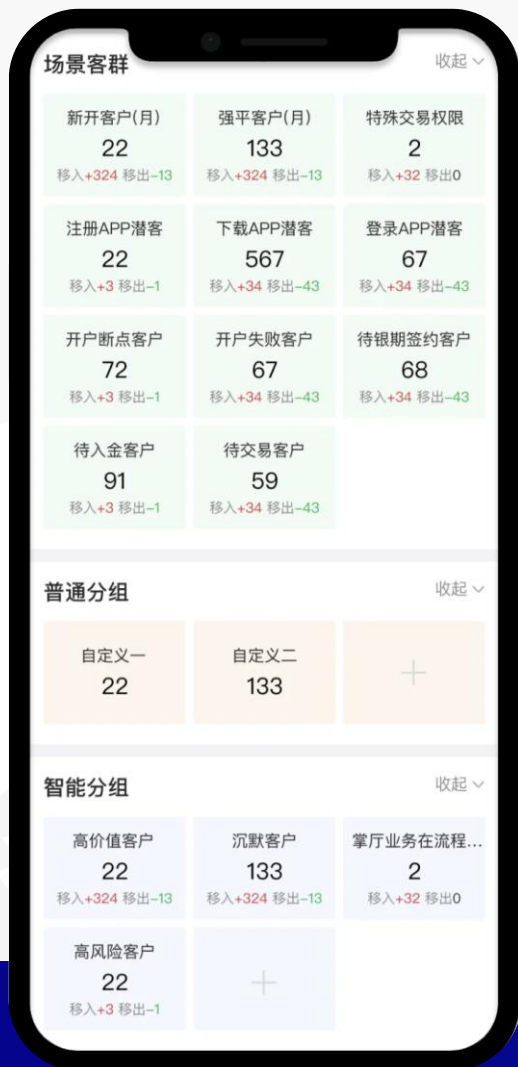 场景客群 收起
新开客户(月) 强平客户(月) 特殊交易权限
22 133 2
移入+324 移出-13 移入+324 移出-13 移入+32 移出0
注册APP潜客 下载APP潜客 登录APP潜客
22 567 67
移入+3 移出-1 移入+34 移出-43 移入+34 移出-43
开户断点客户 开户失败客户 待银期签约客户
72 67 68
移入+3 移出-1 移入+34 移出-43 移入+34 移出-43
待入金客户 待交易客户
91 59
移入+3 移出-1 移入+34 移出-43
普通分组 收起
自定义一 自定义二
22 133
智能分组 收起
高价值客户 沉默客户 掌厅业务在流程...
22 133 2
移入+324 移出-13 移入+324 移出-13 移入+32 移出0
高风险客户
22
移入+3 移出-1